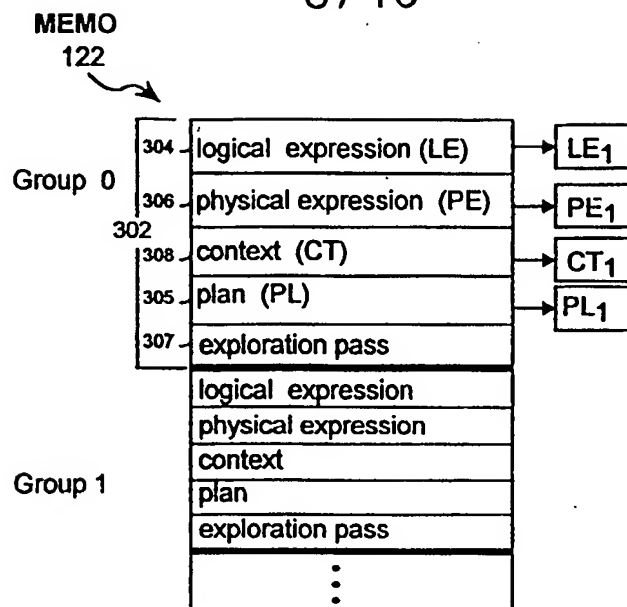 MEMO
122
Group 0
302
304 logical expression (LE) LE1
306 physical expression (PE) PE1
308 context (CT) CT1
305 plan (PL) PL1
307 exploration pass
Group 1
logical expression
physical expression
context
plan
exploration pass